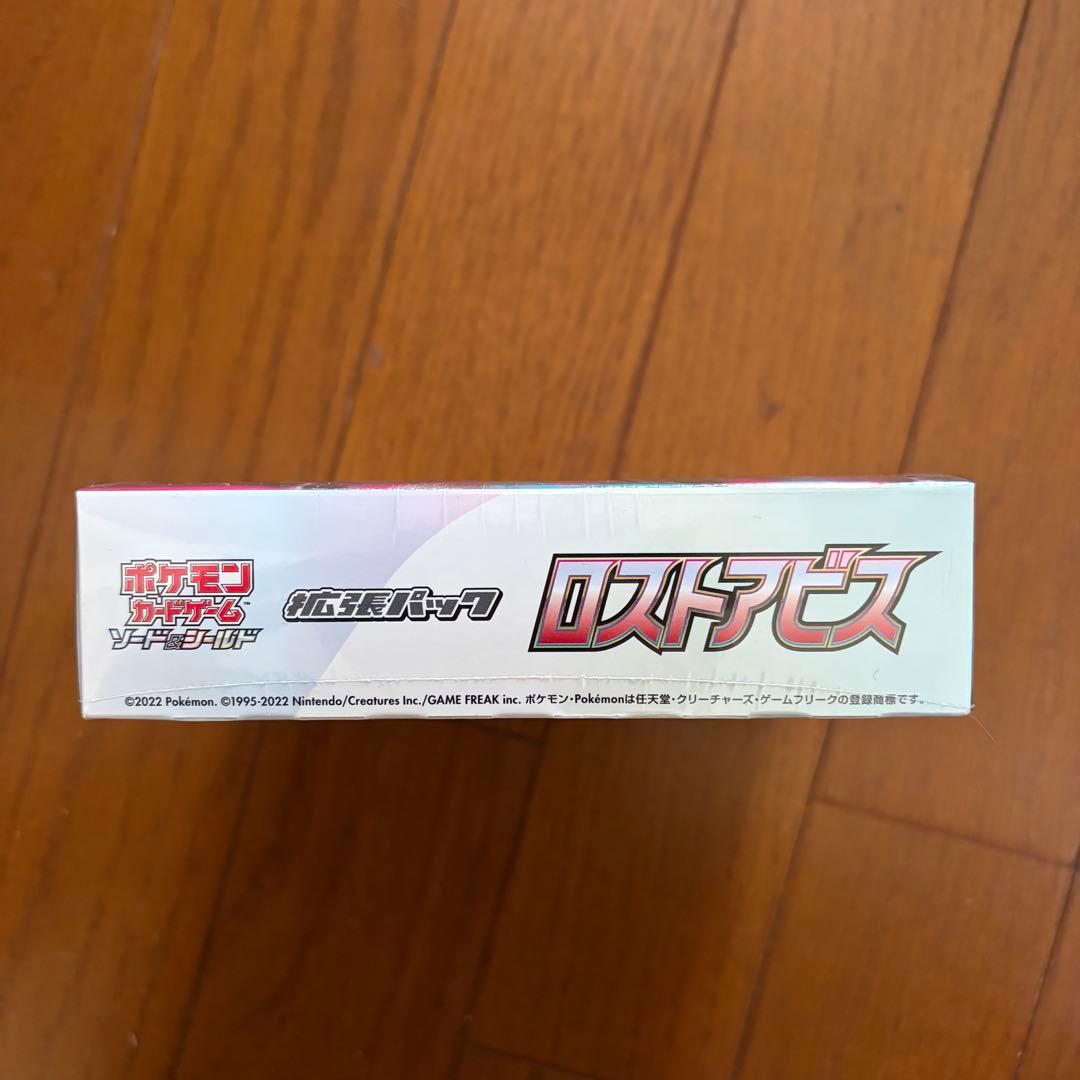 ポケモン
カードゲーム™
ソード&シールド
拡張パック
ロストアビス
©2022 Pokémon. ©1995-2022 Nintendo/Creatures Inc./GAME FREAK inc. ポケモン・Pokémonは任天堂・クリーチャーズ・ゲームフリークの登録商標です。